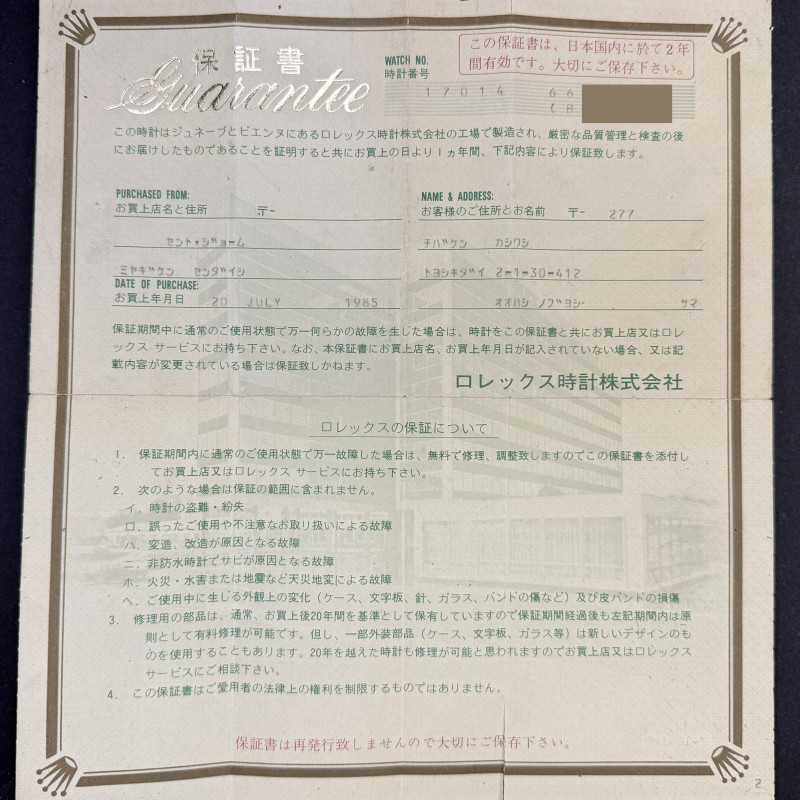 保証書
Guarantee
WATCH NO.
時計番号
この保証書は、日本国内に於て2年
間有効です。大切にご保存下さい。
17014 66
(8
この時計はジュネーブとビエンヌにあるロレックス時計株式会社の工場で製造され、厳密な品質管理と検査の後
にお届けしたものであることを証明すると共にお買上の日より1ヵ年間、下記内容により保証致します。
PURCHASED FROM:
お買上店名と住所 〒-
セント・ジョーム
ミヤギケン センダイシ
DATE OF PURCHASE:
お買上年月日 20 JULY 1985
NAME & ADDRESS:
お客様のご住所とお名前 〒- 277
チバケン カシワシ
トヨシキダイ 2-1-30-412
オオハシ ノブヨシ サマ
保証期間中に通常のご使用状態で万一何らかの故障を生じた場合は、時計をこの保証書と共にお買上店又はロレ
ックス サービスにお持ち下さい。なお、本保証書にお買上店名、お買上年月日が記入されていない場合、又は記
載内容が変更されている場合は保証致しかねます。
ロレックス時計株式会社
ロレックスの保証について
1. 保証期間内に通常のご使用状態で万一故障した場合は、無料で修理、調整致しますのでこの保証書を添付し
てお買上店又はロレックス サービスにお持ち下さい。
2. 次のような場合は保証の範囲に含まれません。
イ. 時計の盗難・紛失
ロ. 誤ったご使用や不注意なお取り扱いによる故障
ハ. 変造、改造が原因となる故障
ニ. 非防水時計でサビが原因となる故障
ホ. 火災・水害または地震など天災地変による故障
ヘ. ご使用中に生じる外観上の変化(ケース、文字板、針、ガラス、バンドの傷など)及び皮バンドの損傷
3. 修理用の部品は、通常、お買上後20年間を基準として保有していますので保証期間経過後も左記期間内は原
則として有料修理が可能です。但し、一部外装部品(ケース、文字板、ガラス等)は新しいデザインのも
のを使用することもあります。20年を越えた時計も修理が可能と思われますのでお買上店又はロレックス
サービスにご相談下さい。
4. この保証書はご愛用者の法律上の権利を制限するものではありません。
保証書は再発行致しませんので大切にご保存下さい。
2